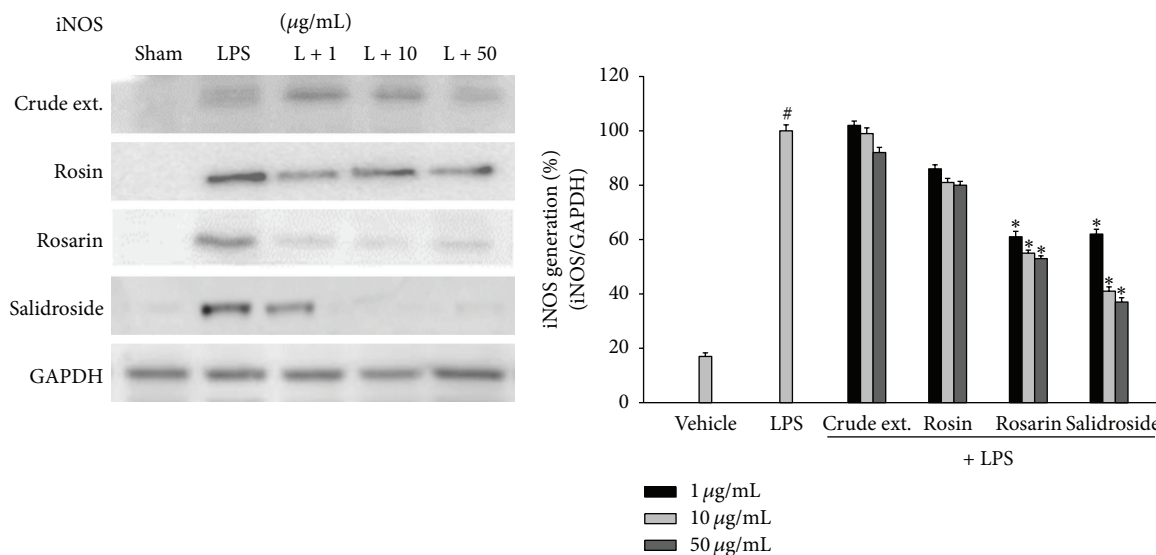 iNOS (μg/mL)
Sham LPS L + 1 L + 10 L + 50
Crude ext.
Rosin
Rosarin
Salidroside
GAPDH
iNOS generation (%)
(iNOS/GAPDH)
120
100
80
60
40
20
0
#
* * *
* * *
Vehicle LPS Crude ext. Rosin Rosarin Salidroside
+ LPS
1 μg/mL
10 μg/mL
50 μg/mL